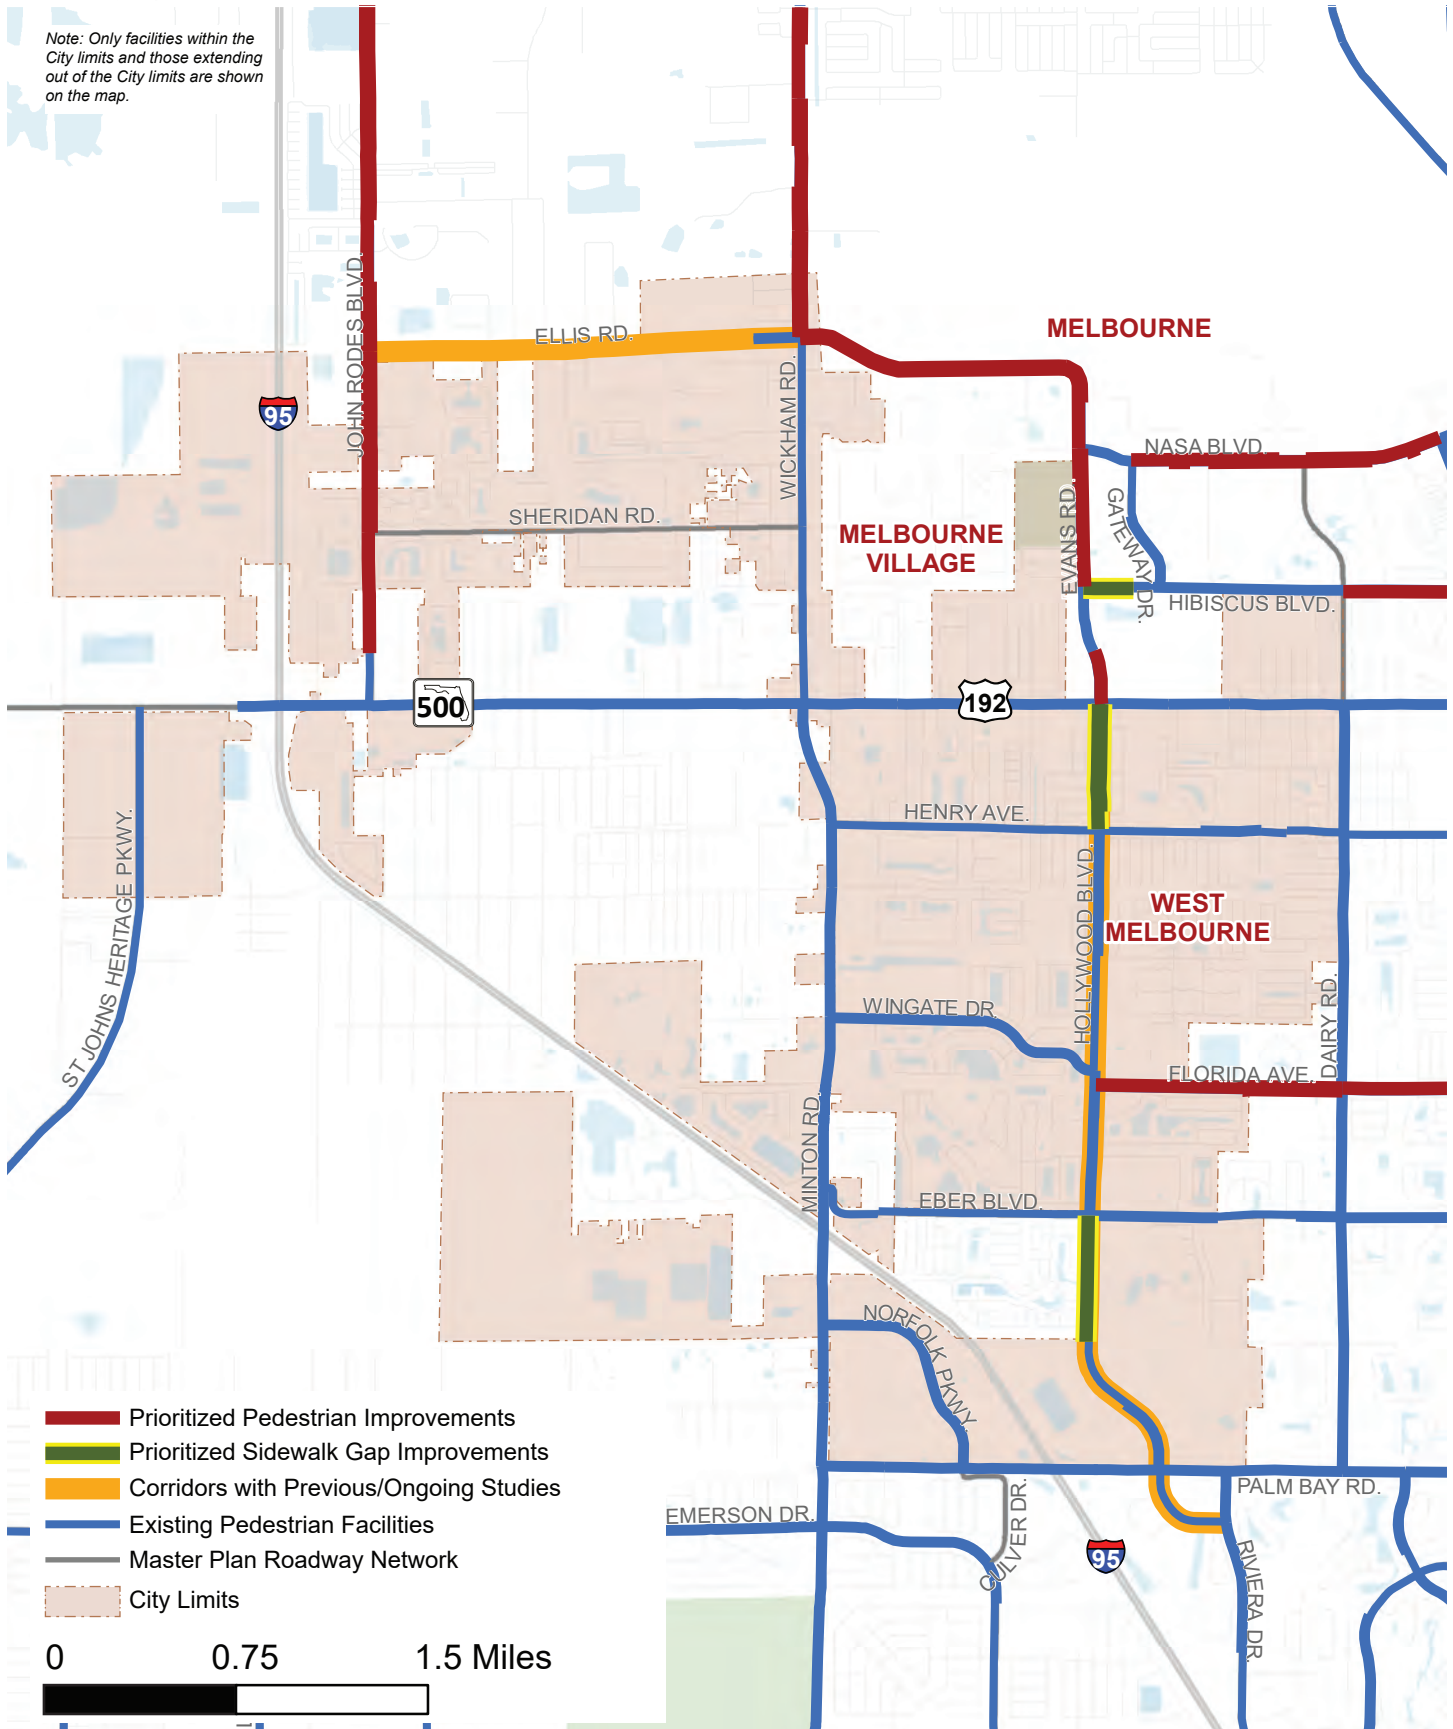 Note: Only facilities within the
City limits and those extending
out of the City limits are shown
on the map.
JOHN RODES BLVD.
ELLIS RD.
MELBOURNE
95
WICKHAM RD.
NASA BLVD.
SHERIDAN RD.
MELBOURNE
VILLAGE
EVANS RD.
GATEWAY DR.
HIBISCUS BLVD.
500
192
HENRY AVE.
ST JOHNS HERITAGE PKWY.
HOLLYWOOD BLVD.
WEST
MELBOURNE
WINGATE DR.
DAIRY RD.
FLORIDA AVE.
MINTON RD.
EBER BLVD.
NORFOLK PKWY.
PALM BAY RD.
EMERSON DR.
CULVER DR.
95
RIVIERA DR.
Prioritized Pedestrian Improvements
Prioritized Sidewalk Gap Improvements
Corridors with Previous/Ongoing Studies
Existing Pedestrian Facilities
Master Plan Roadway Network
City Limits
0 0.75 1.5 Miles